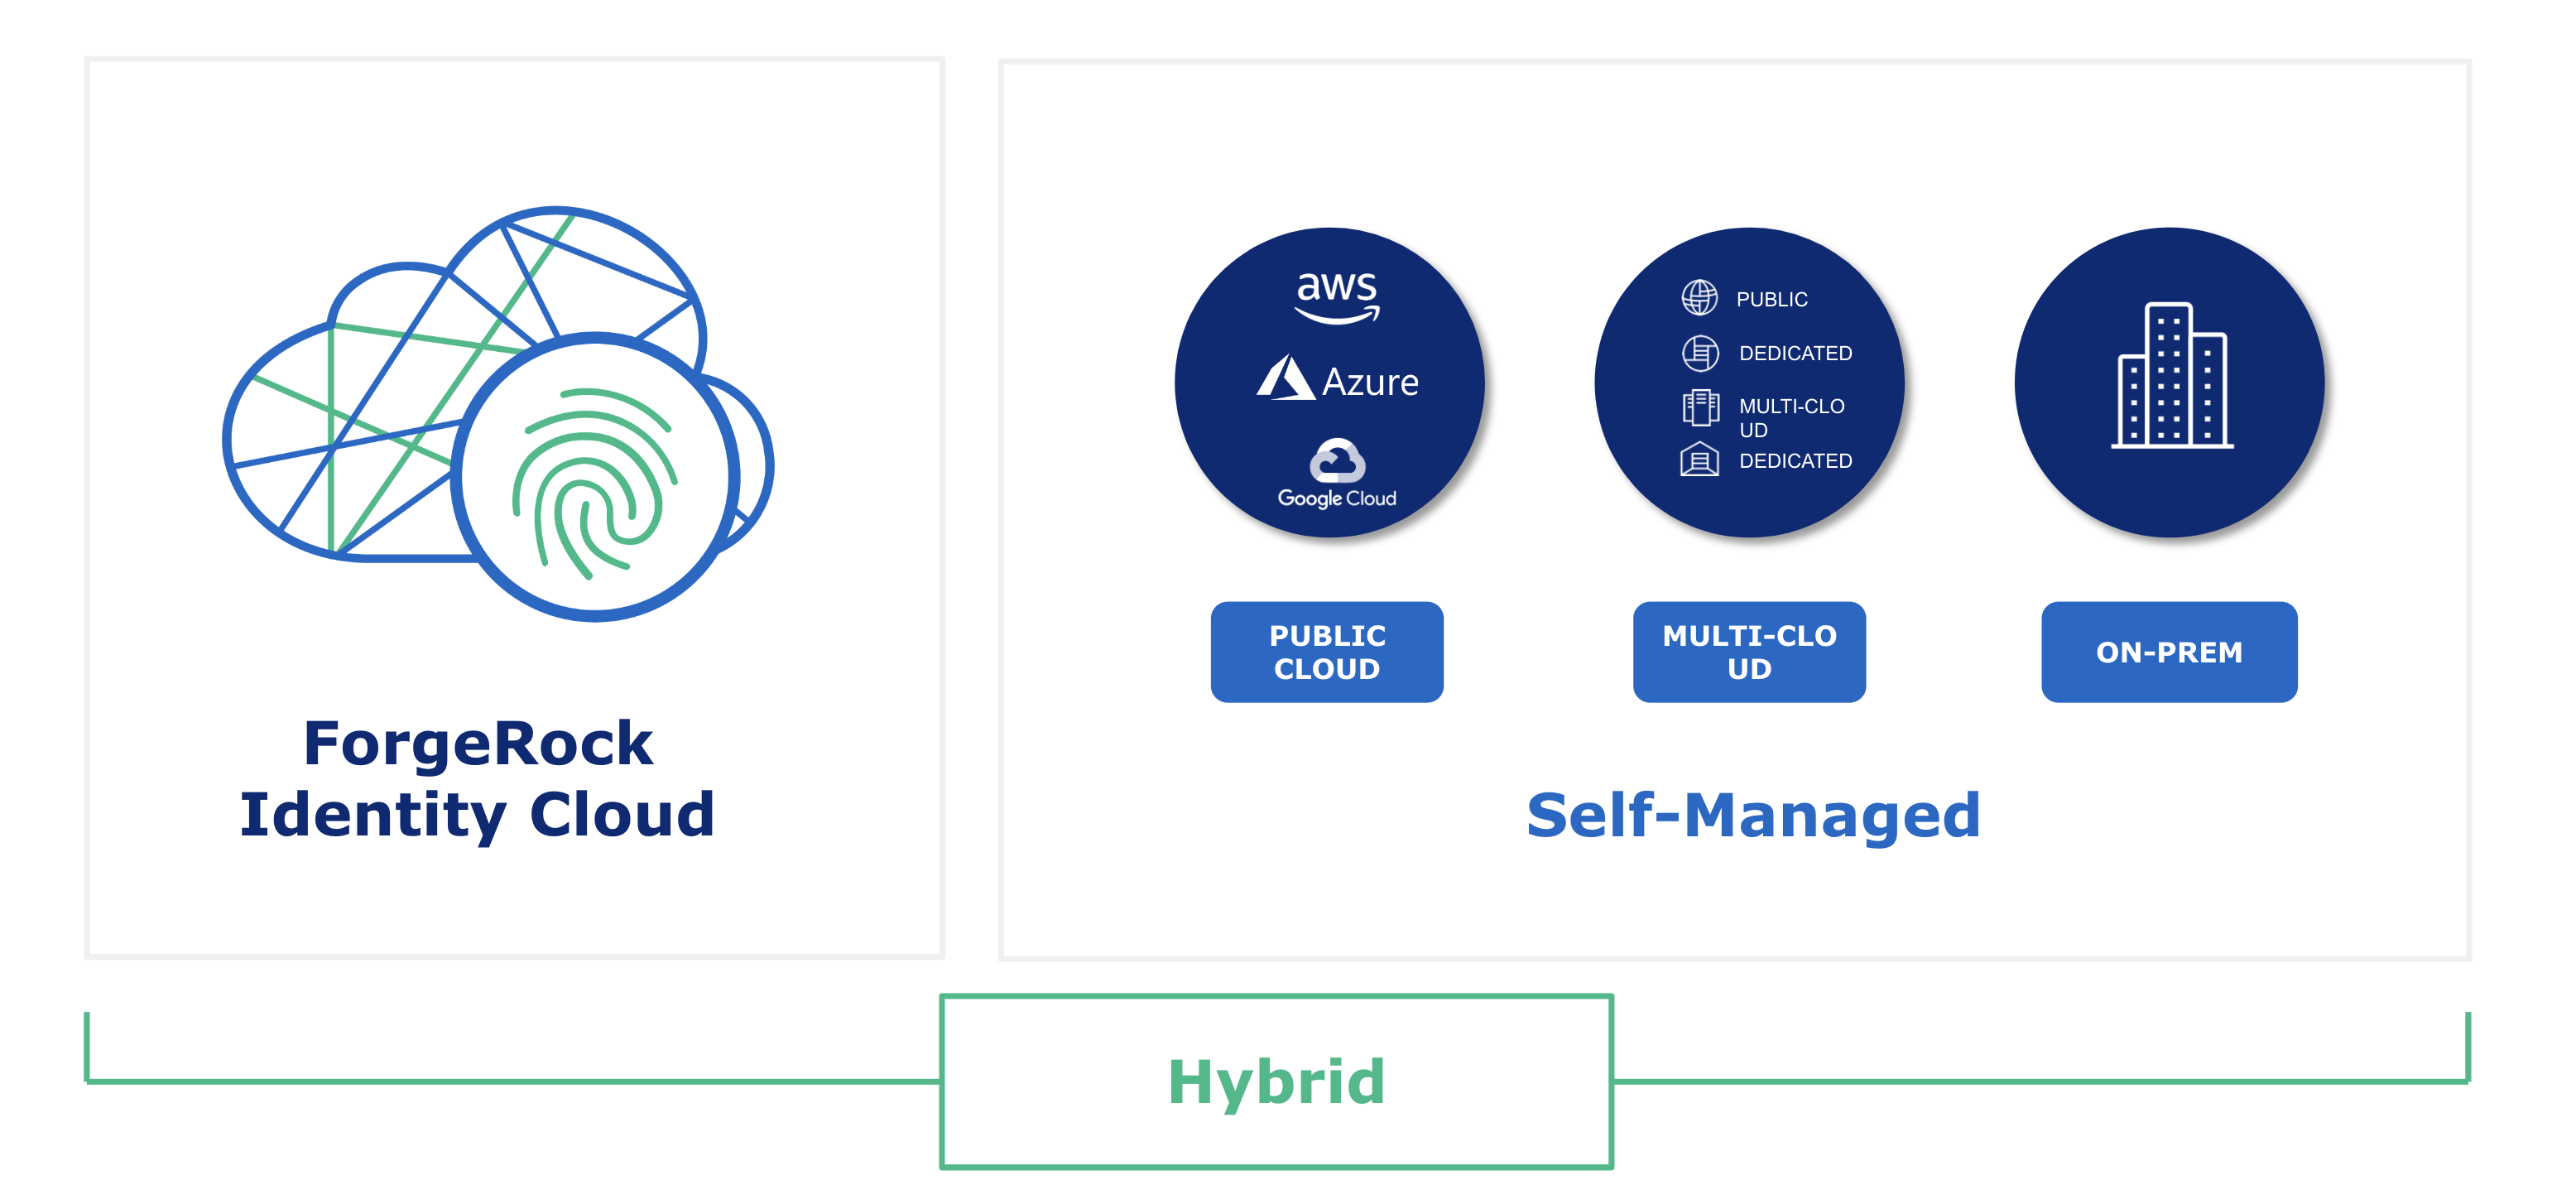 ForgeRock
Identity Cloud
aws
Azure
Google Cloud
PUBLIC
CLOUD
PUBLIC
DEDICATED
MULTI-CLO
UD
DEDICATED
MULTI-CLO
UD
ON-PREM
Self-Managed
Hybrid